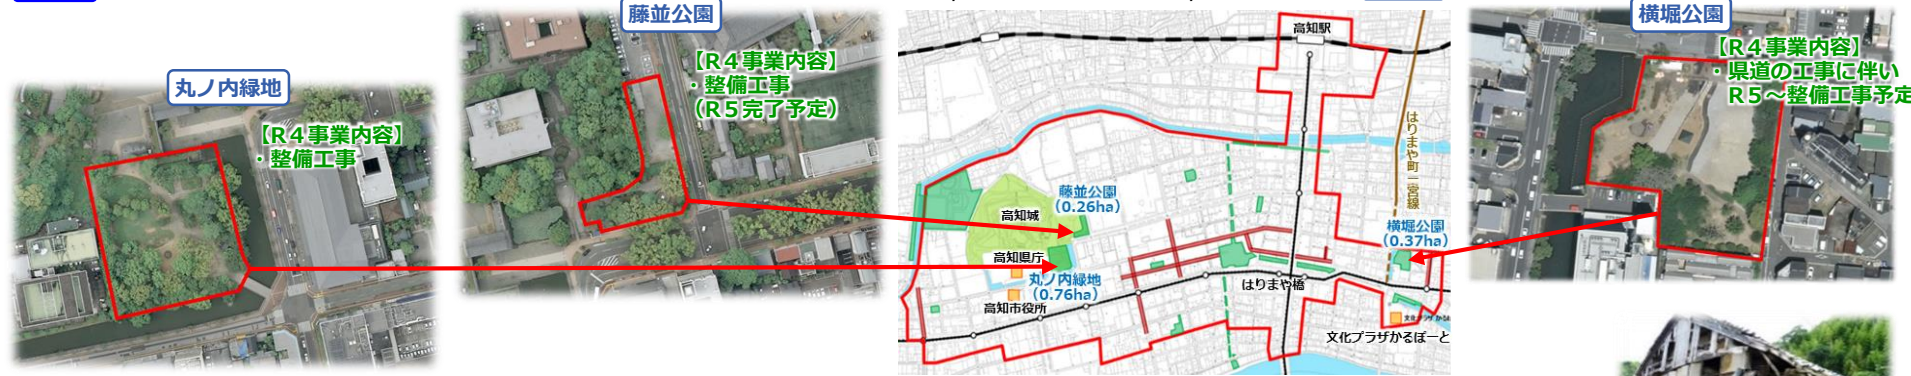 丸ノ内緑地
【R4事業内容】
・整備工事
藤並公園
【R4事業内容】
・整備工事
（R5完了予定）
高知駅
はりまや町一宮線
藤並公園
（0.26ha）
高知城
高知県庁
丸ノ内緑地
（0.76ha）
高知市役所
はりまや橋
横堀公園
（0.37ha）
文化プラザかるぽーと
横堀公園
【R4事業内容】
・県道の工事に伴い
R5～整備工事予定